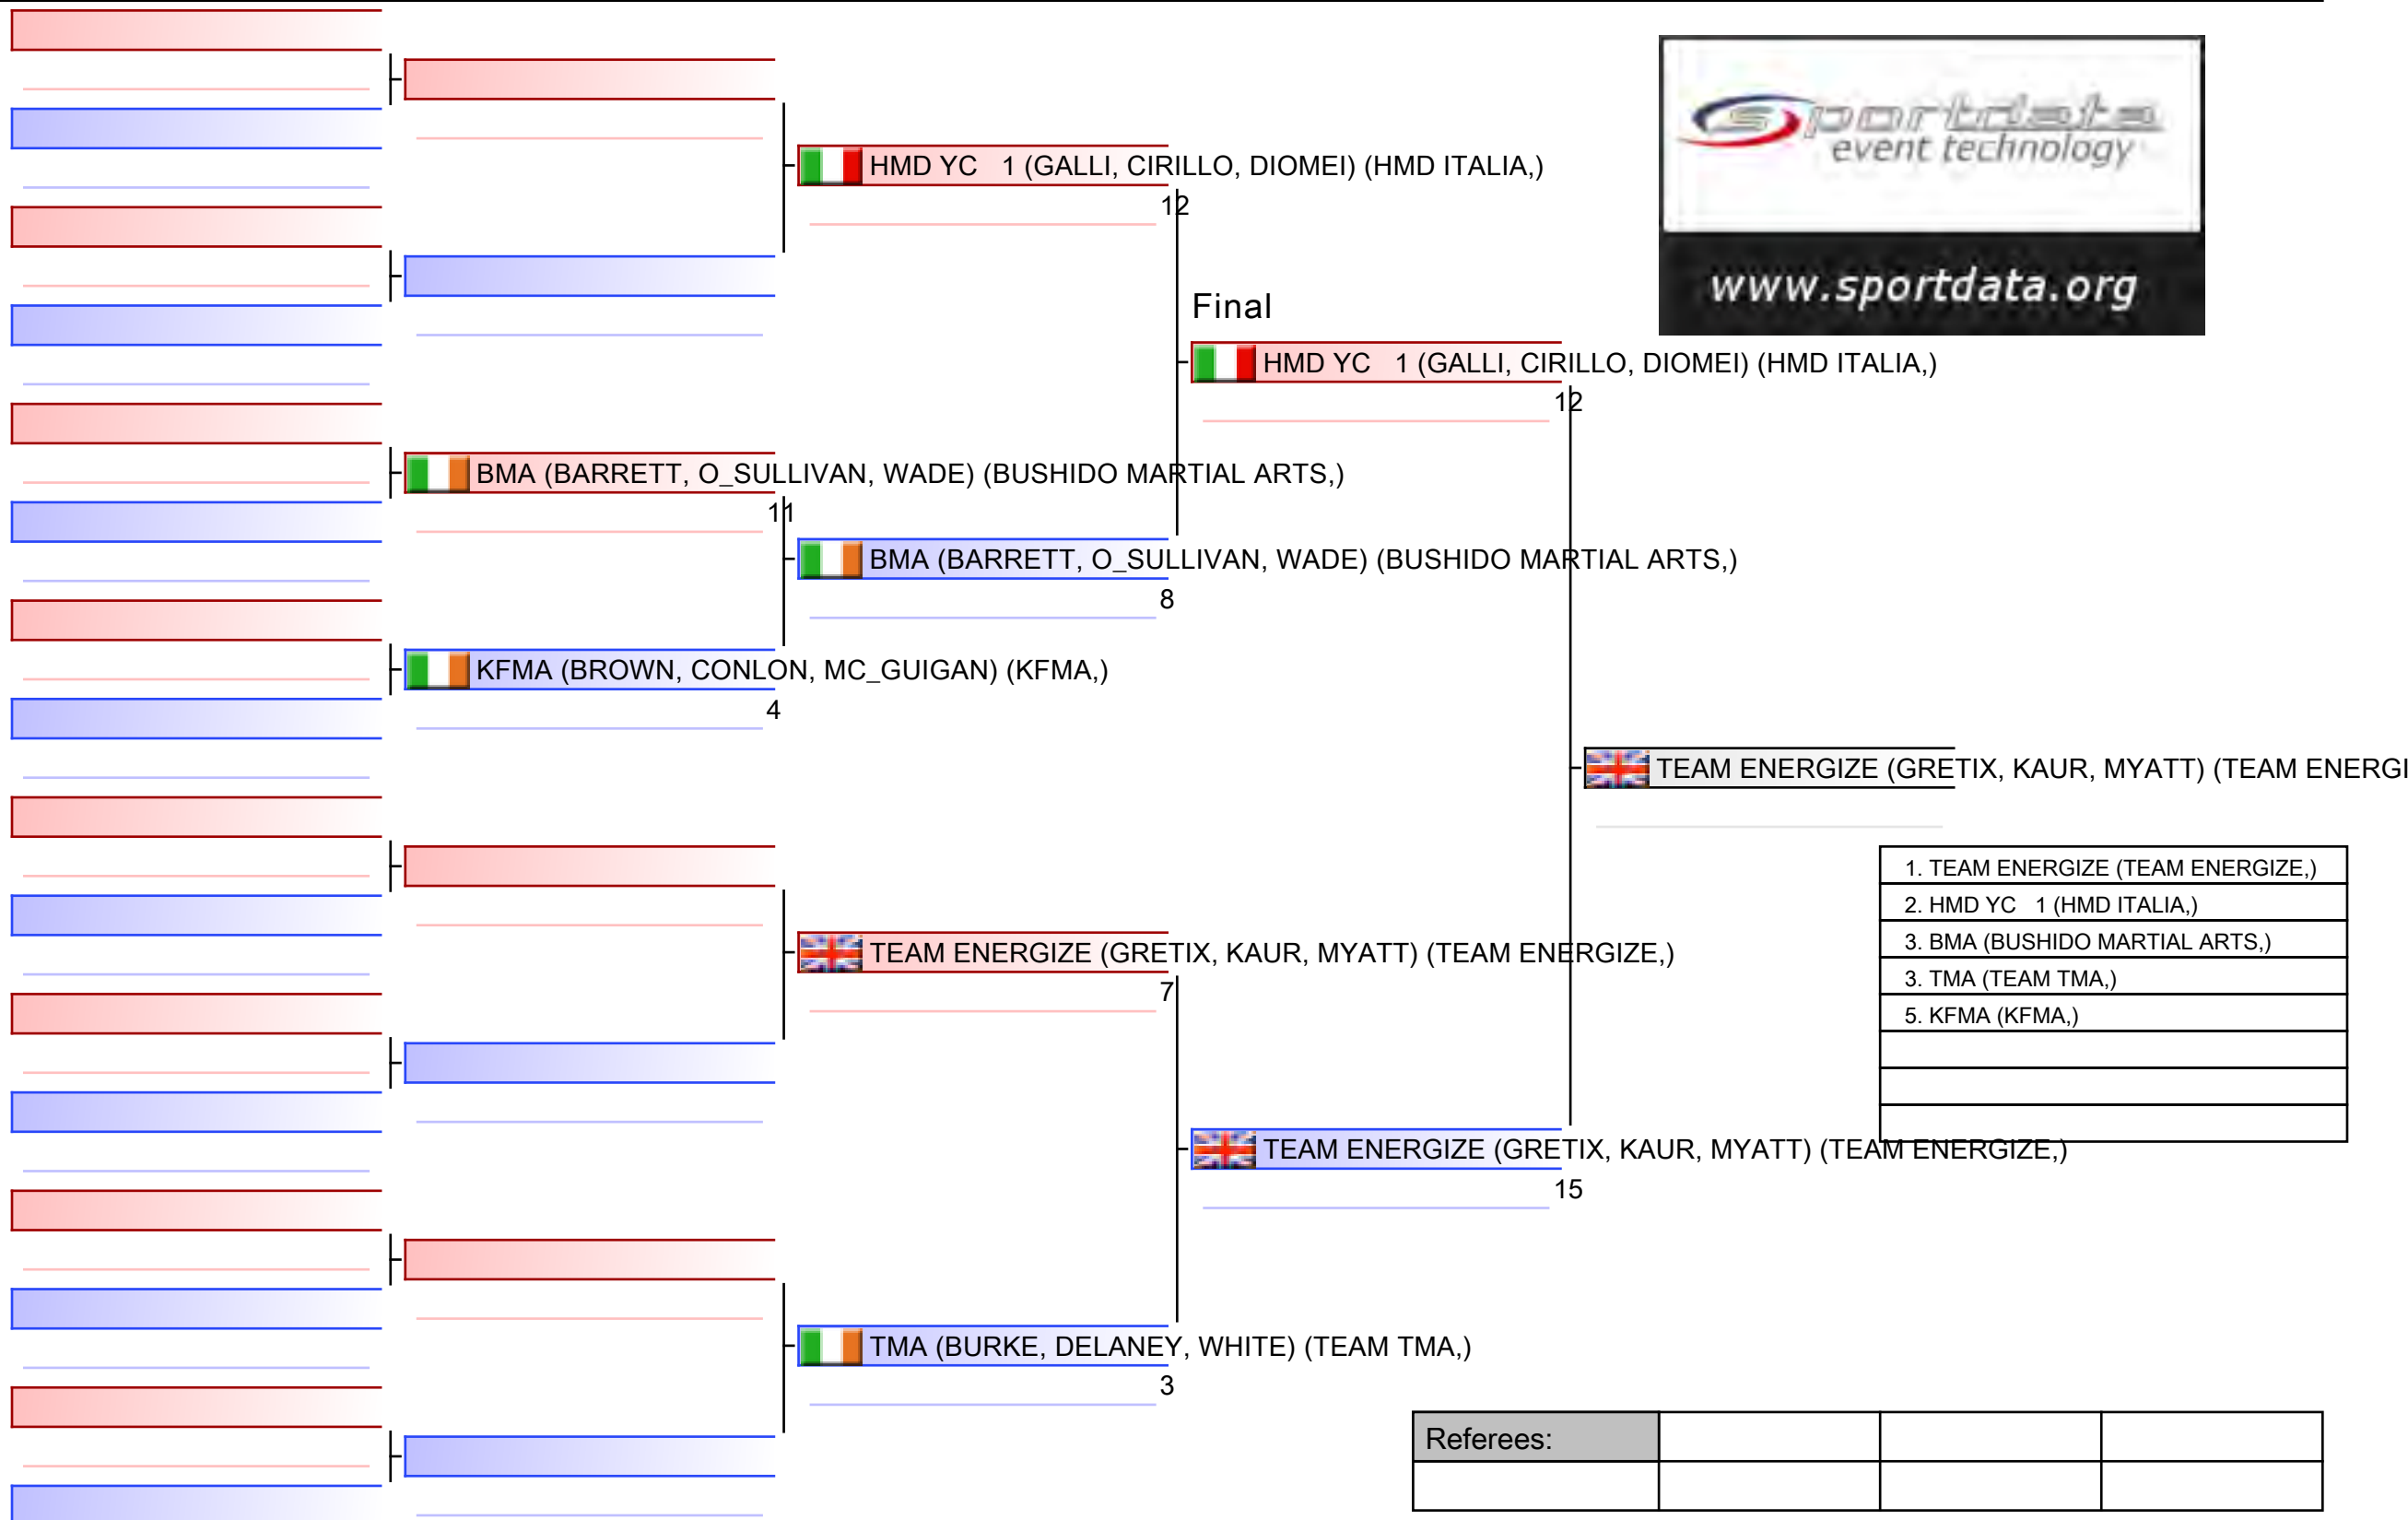 sportdata
event technology
www.sportdata.org
HMD YC 1 (GALLI, CIRILLO, DIOMEI) (HMD ITALIA,)
12
Final
HMD YC 1 (GALLI, CIRILLO, DIOMEI) (HMD ITALIA,)
12
BMA (BARRETT, O_SULLIVAN, WADE) (BUSHIDO MARTIAL ARTS,)
11
BMA (BARRETT, O_SULLIVAN, WADE) (BUSHIDO MARTIAL ARTS,)
8
KFMA (BROWN, CONLON, MC_GUIGAN) (KFMA,)
4
TEAM ENERGIZE (GRETIX, KAUR, MYATT) (TEAM ENERGI
1. TEAM ENERGIZE (TEAM ENERGIZE,)
2. HMD YC 1 (HMD ITALIA,)
3. BMA (BUSHIDO MARTIAL ARTS,)
3. TMA (TEAM TMA,)
5. KFMA (KFMA,)
TEAM ENERGIZE (GRETIX, KAUR, MYATT) (TEAM ENERGIZE,)
7
TEAM ENERGIZE (GRETIX, KAUR, MYATT) (TEAM ENERGIZE,)
15
TMA (BURKE, DELANEY, WHITE) (TEAM TMA,)
3
Referees: